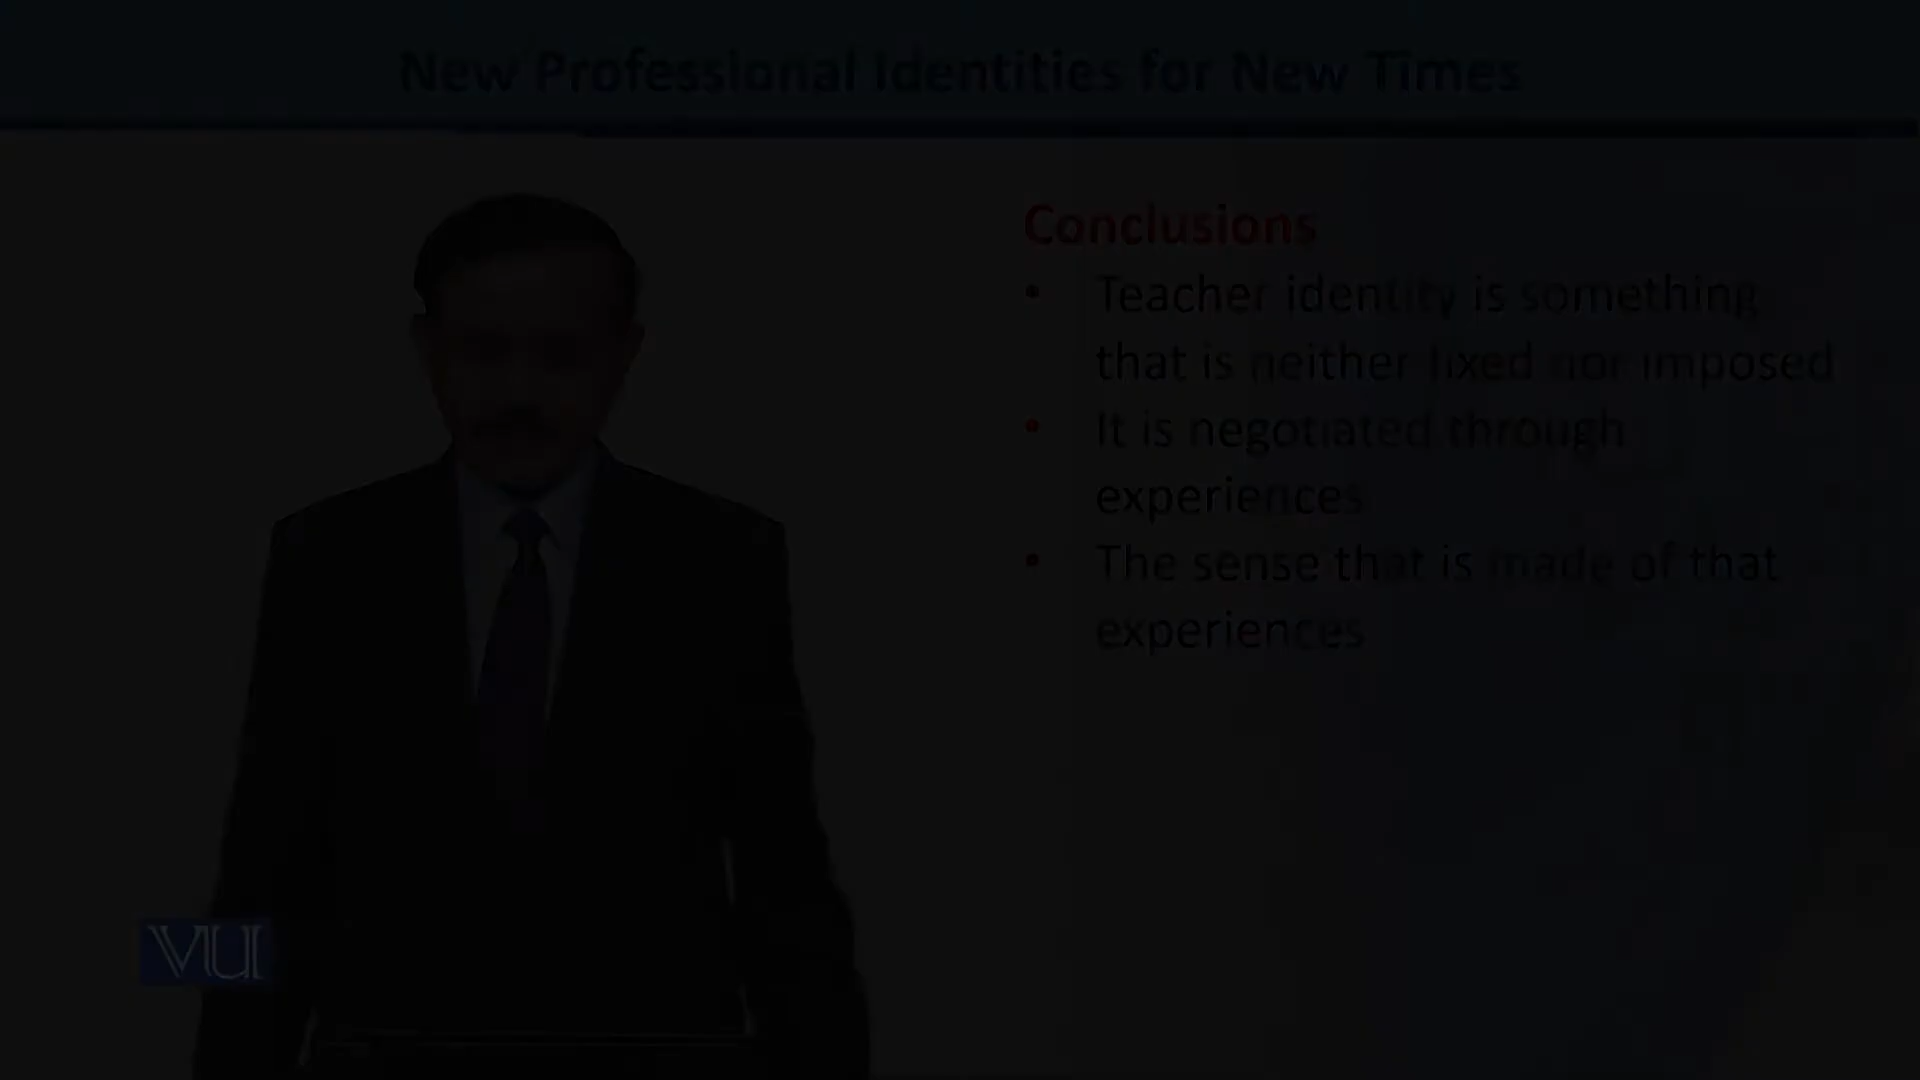 New Professional Identities for New Times
Conclusions
• Teacher identity is something
that is neither fixed nor imposed
• It is negotiated through
experiences
• The sense that is made of that
experiences
VU